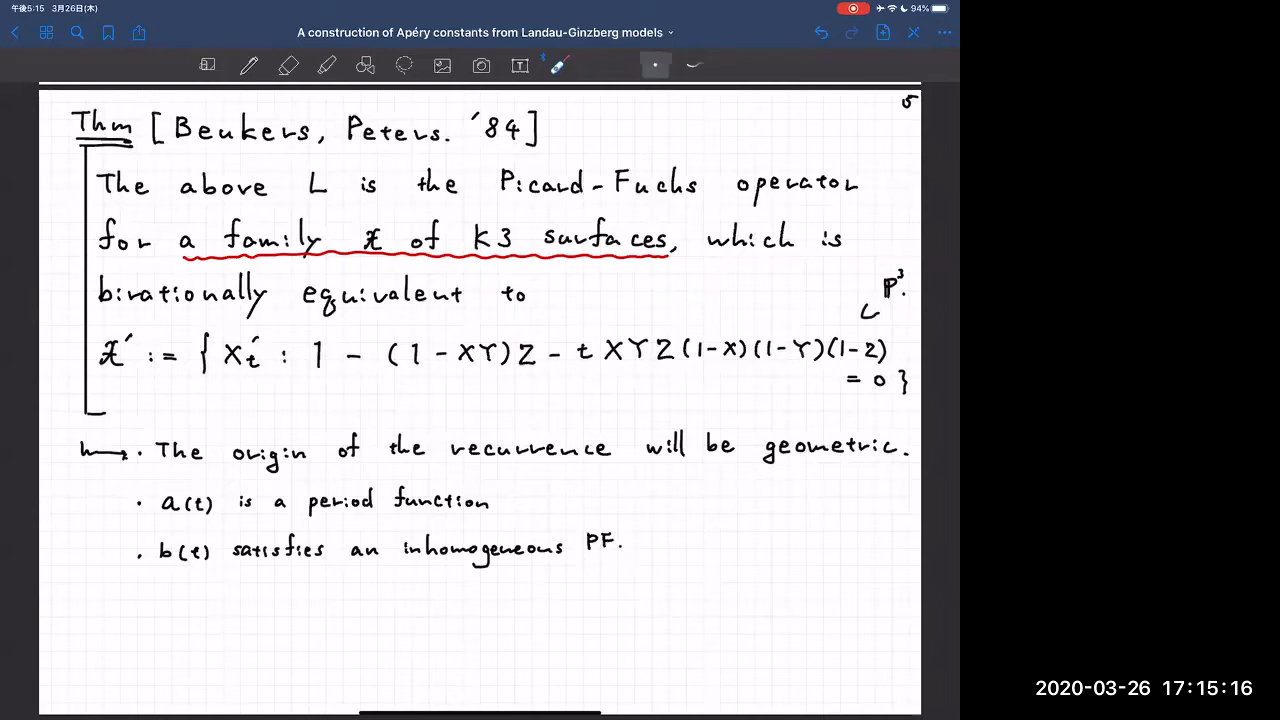 午後5:15 3月26日(木)
94%
A construction of Apéry constants from Landau-Ginzberg models
5
Thm [Beukers, Peters. '84]
The above L is the Picard-Fuchs operator
for a family 𝒳 of K3 surfaces, which is
birationally equivalent to
ℙ³.
𝒳' := { X'_t : 1 - (1-XY)Z - t XYZ(1-X)(1-Y)(1-Z)
= 0 }
· The origin of the recurrence will be geometric.
· a(t) is a period function
· b(t) satisfies an inhomogeneous PF.
2020-03-26 17:15:16